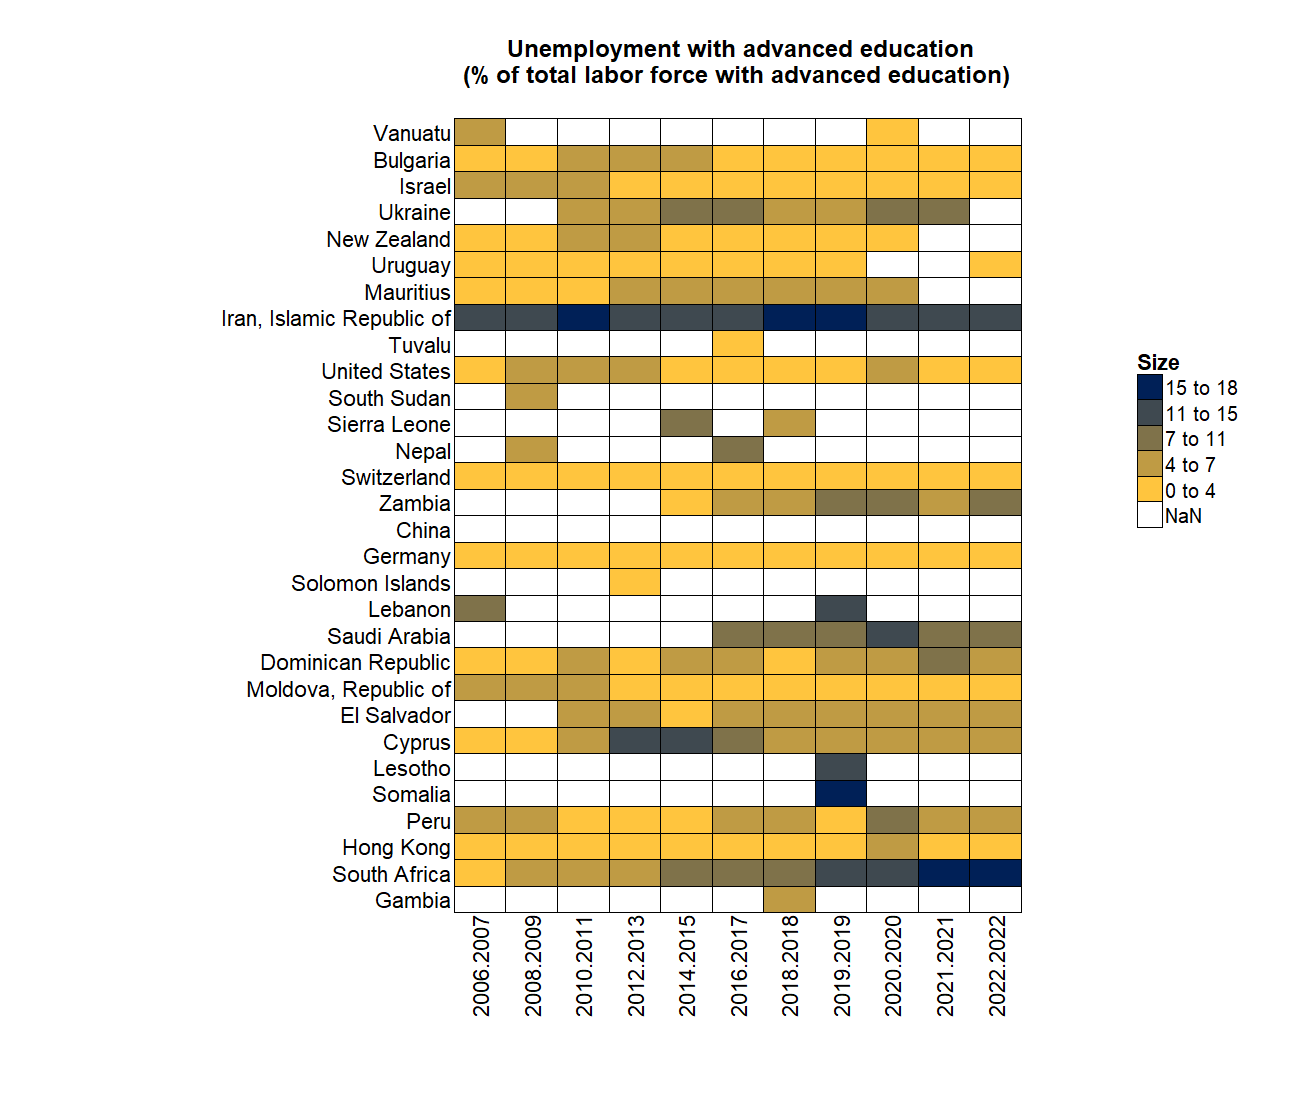 Unemployment with advanced education
(% of total labor force with advanced education)
Vanuatu
Bulgaria
Israel
Ukraine
New Zealand
Uruguay
Mauritius
Iran, Islamic Republic of
Tuvalu
United States
South Sudan
Sierra Leone
Nepal
Switzerland
Zambia
China
Germany
Solomon Islands
Lebanon
Saudi Arabia
Dominican Republic
Moldova, Republic of
El Salvador
Cyprus
Lesotho
Somalia
Peru
Hong Kong
South Africa
Gambia
2006.2007
2008.2009
2010.2011
2012.2013
2014.2015
2016.2017
2018.2018
2019.2019
2020.2020
2021.2021
2022.2022
Size
15 to 18
11 to 15
7 to 11
4 to 7
0 to 4
NaN